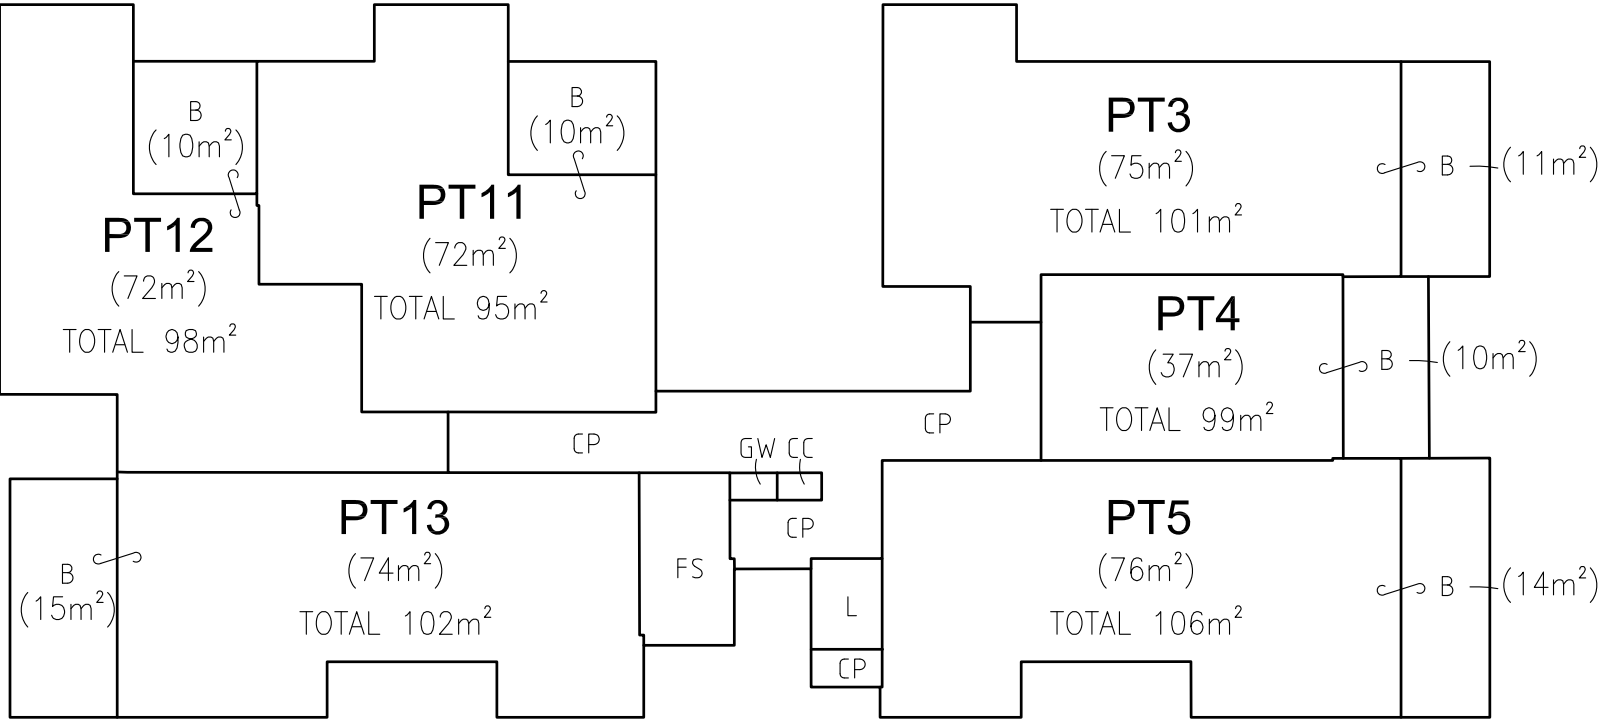 B
(10m²)
PT12
(72m²)
TOTAL 98m²
B
(10m²)
PT11
(72m²)
TOTAL 95m²
PT3
(75m²)
TOTAL 101m²
B
(11m²)
PT4
(37m²)
TOTAL 99m²
B
(10m²)
CP
CP
GW CC
CP
B
(15m²)
PT13
(74m²)
TOTAL 102m²
FS
L
CP
PT5
(76m²)
TOTAL 106m²
B
(14m²)